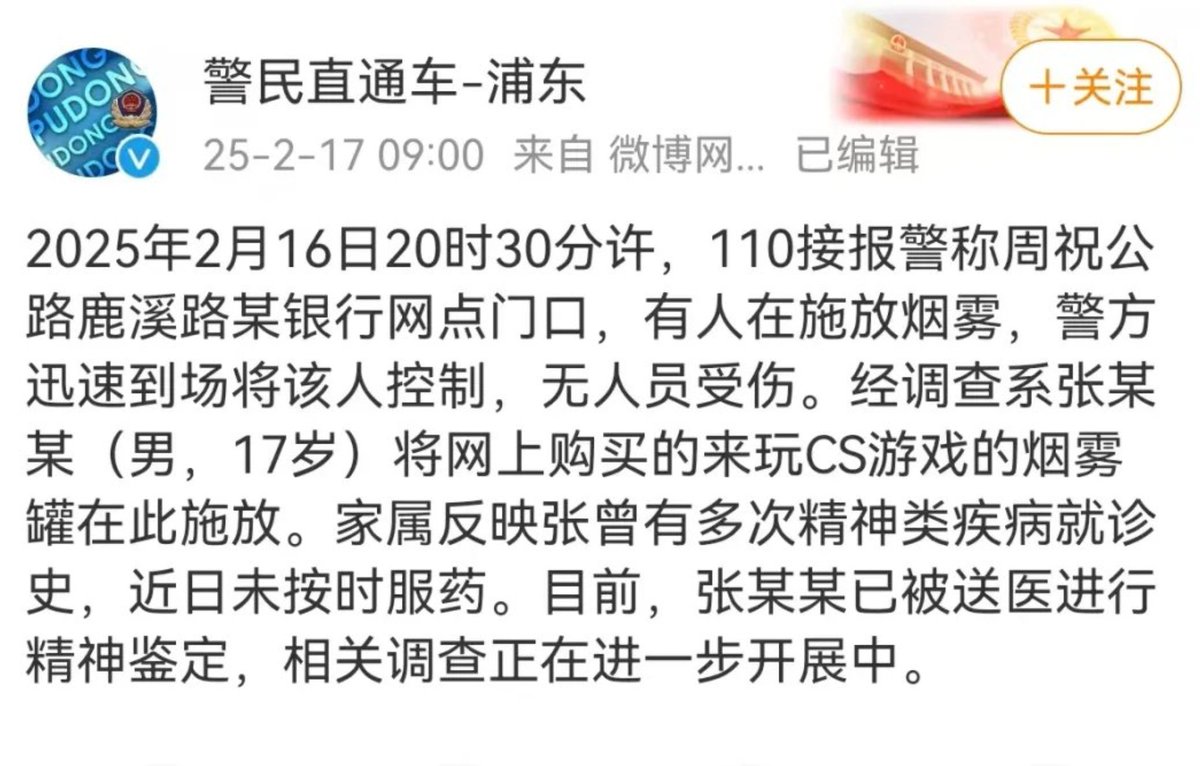 警民直通车-浦东
+关注
25-2-17 09:00 来自 微博网... 已编辑
2025年2月16日20时30分许，110接报警称周祝公
路鹿溪路某银行网点门口，有人在施放烟雾，警方
迅速到场将该人控制，无人员受伤。经调查系张某
某（男，17岁）将网上购买的来玩CS游戏的烟雾
罐在此施放。家属反映张曾有多次精神类疾病就诊
史，近日未按时服药。目前，张某某已被送医进行
精神鉴定，相关调查正在进一步开展中。
PUDONG